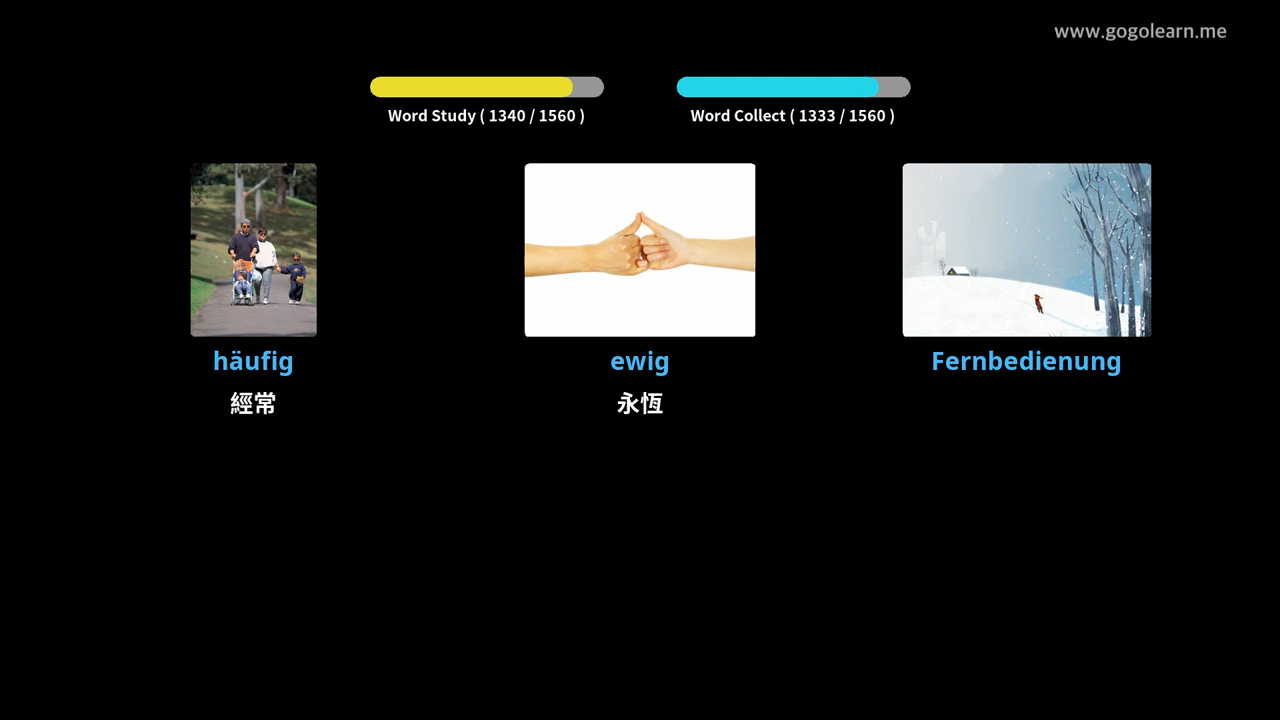 www.gogolearn.me
Word Study ( 1340 / 1560 )
Word Collect ( 1333 / 1560 )
häufig
ewig
Fernbedienung
經常
永恆